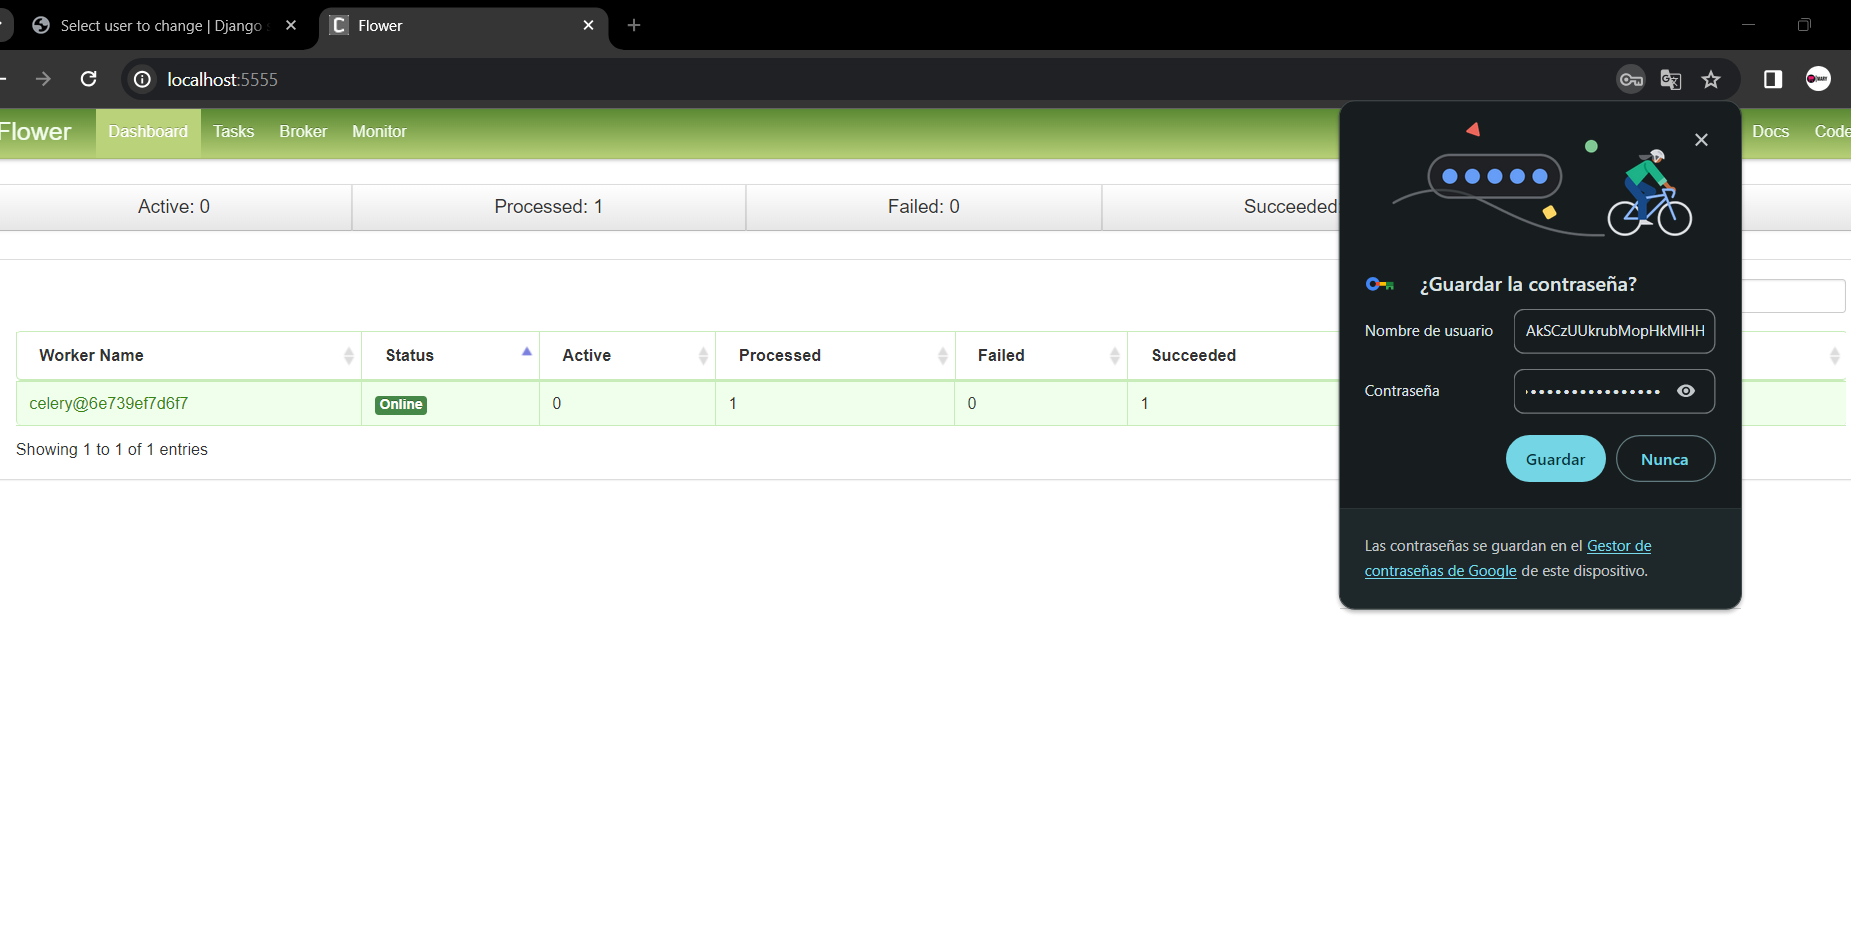 Select user to change | Django
Flower
localhost:5555
Flower
Dashboard
Tasks
Broker
Monitor
Docs
Code
Active: 0
Processed: 1
Failed: 0
Succeeded
Worker Name
Status
Active
Processed
Failed
Succeeded
celery@6e739ef7d6f7
Online
0
1
0
1
Showing 1 to 1 of 1 entries
¿Guardar la contraseña?
Nombre de usuario
AkSCzUUkrubMopHkMIHH
Contraseña
••••••••••••••••
Guardar
Nunca
Las contraseñas se guardan en el Gestor de
contraseñas de Google de este dispositivo.